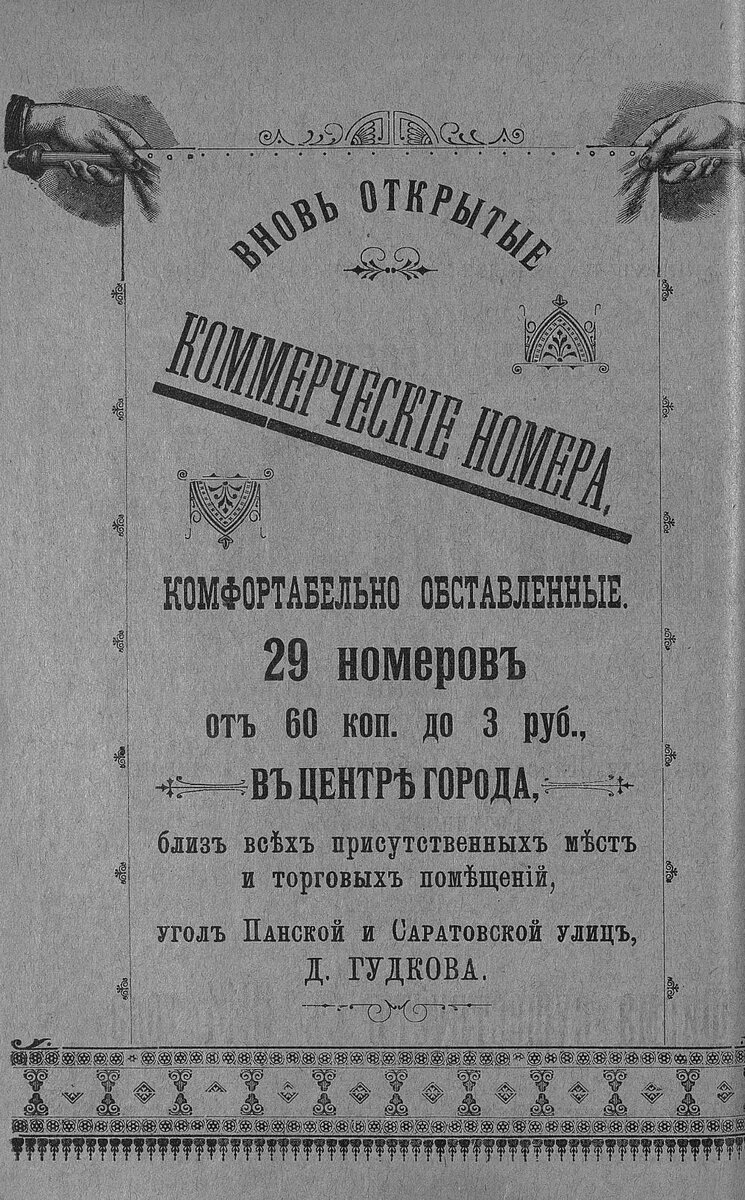 ВНОВЬ ОТКРЫТЫЕ
КОММЕРЧЕСКІЕ НОМЕРА.
КОМФОРТАБЕЛЬНО ОБСТАВЛЕННЫЕ.
29 номеровъ
отъ 60 коп. до 3 руб.,
ВЪ ЦЕНТРѢ ГОРОДА,
близъ всѣхъ присутственныхъ мѣстъ
и торговыхъ помѣщеній,
уголъ Панской и Саратовской улицъ,
Д. ГУДКОВА.